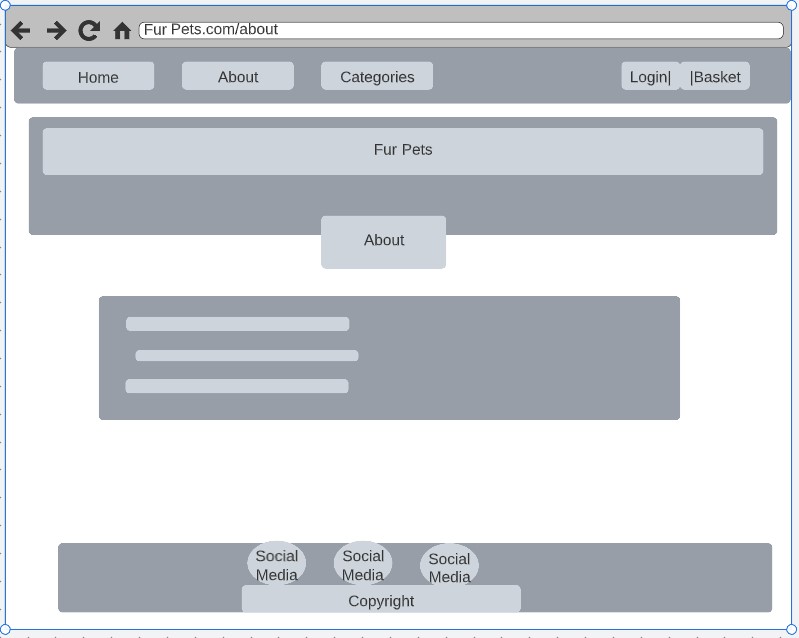 Fur Pets.com/about
Home About Categories Login| |Basket
Fur Pets
About
Social Media Social Media Social Media
Copyright